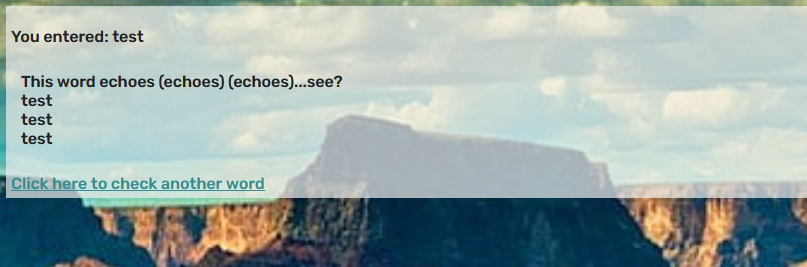 You entered: test
This word echoes (echoes) (echoes)...see?
test
test
test
Click here to check another word